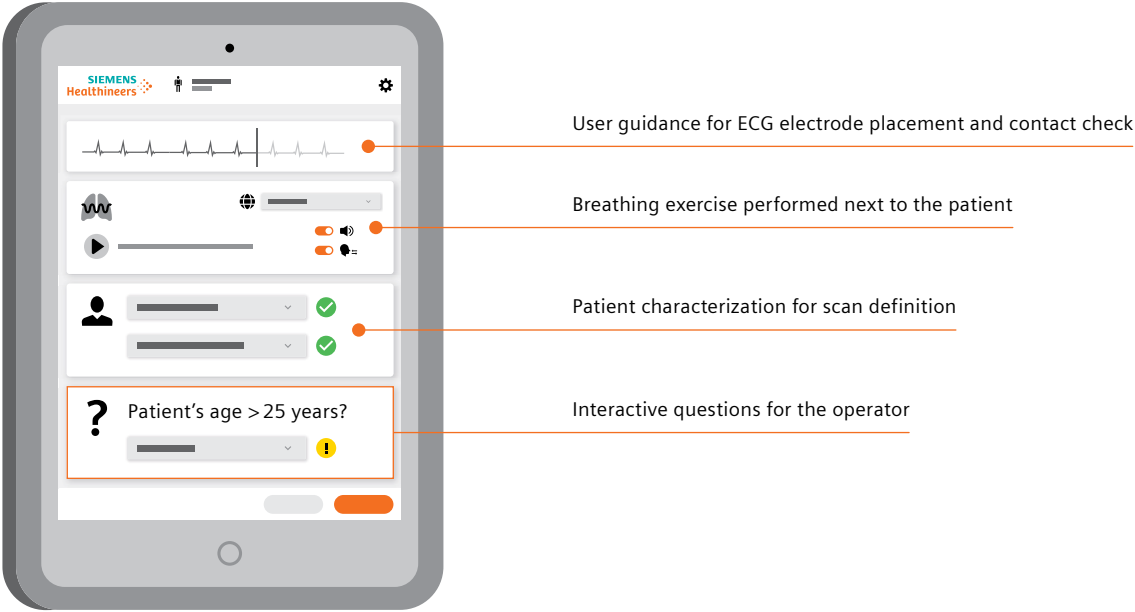 SIEMENS
Healthineers
User guidance for ECG electrode placement and contact check
Breathing exercise performed next to the patient
Patient characterization for scan definition
Patient's age > 25 years?
Interactive questions for the operator